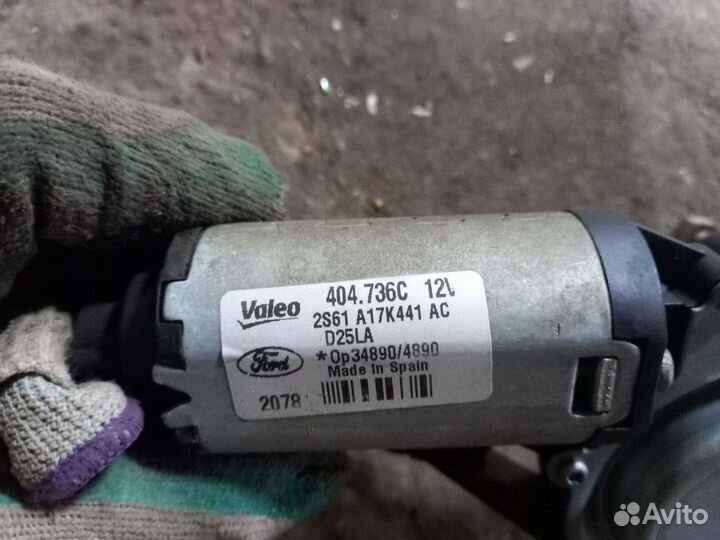 Valeo 404.736C 12V
2S61 A17K441 AC
D25LA
Ford *Op34890/4890
Made In Spain
2078
Avito